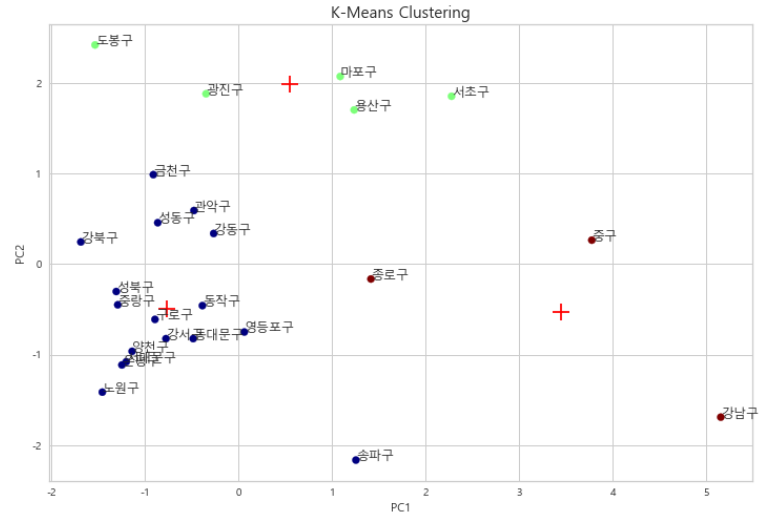 K-Means Clustering
도봉구
마포구
광진구
서초구
용산구
금천구
관악구
성동구
강동구
강북구
중구
종로구
성북구
중랑구
동작구
구로구
영등포구
강서구
동대문구
양천구
노원구
강남구
송파구
PC2
2
1
0
-1
-2
-2
-1
0
1
2
3
4
5
PC1